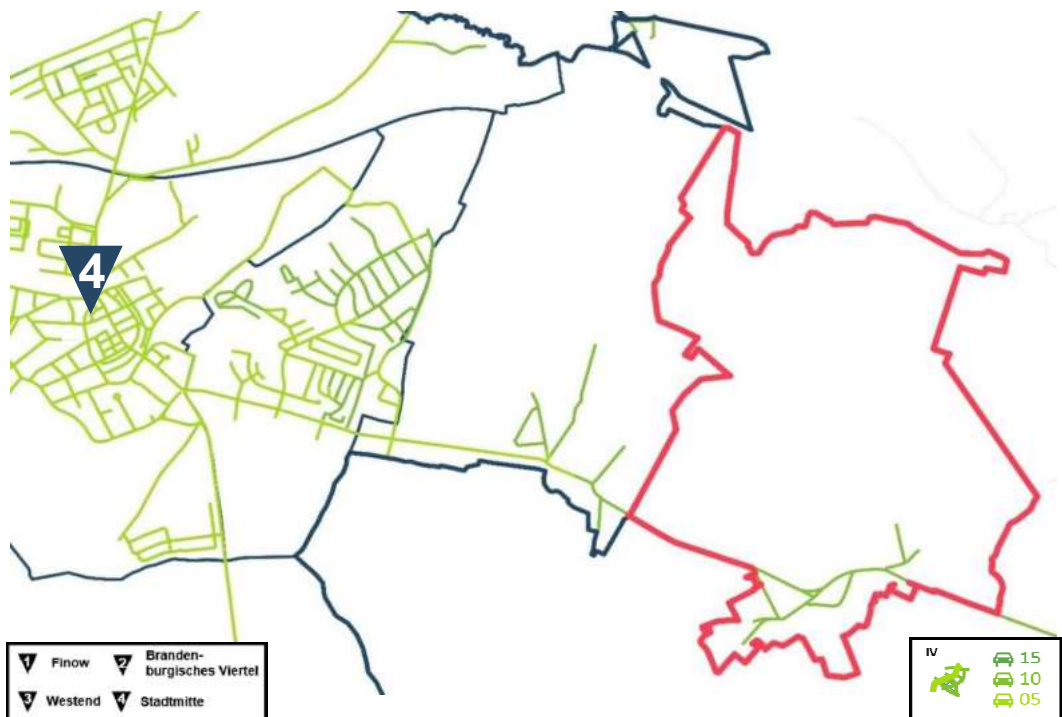 4
1 Finow
2 Branden-
burgisches Viertel
3 Westend
4 Stadtmitte
IV
15
10
05